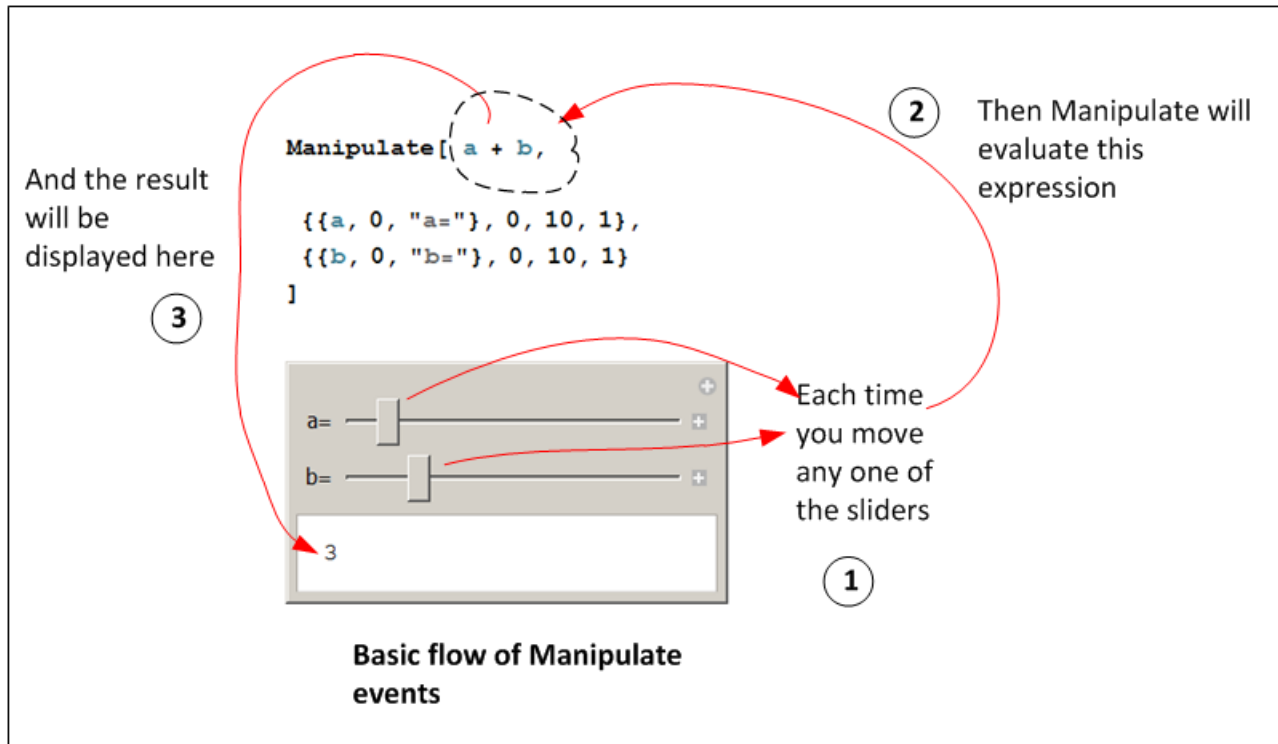 Manipulate[ a + b,
{{a, 0, "a="}, 0, 10, 1},
{{b, 0, "b="}, 0, 10, 1}
]
2
Then Manipulate will
evaluate this
expression
And the result
will be
displayed here
3
a=
b=
3
Each time
you move
any one of
the sliders
1
Basic flow of Manipulate
events